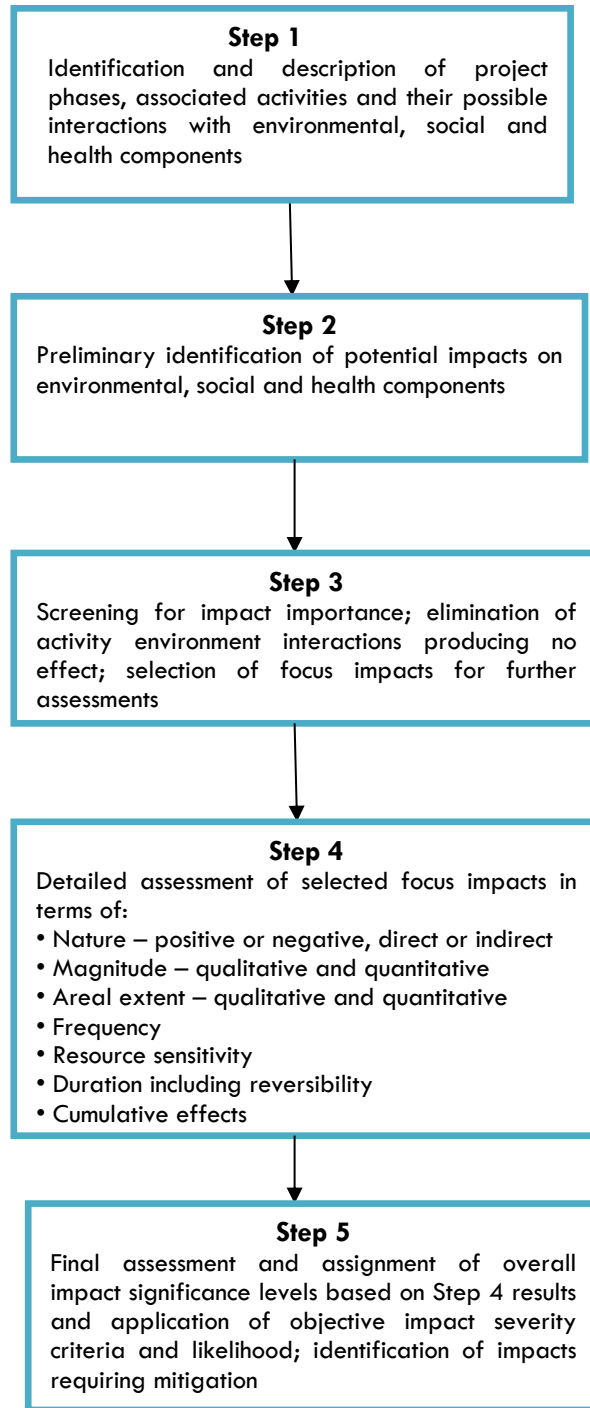 Step 1
Identification and description of project
phases, associated activities and their possible
interactions with environmental, social and
health components
Step 2
Preliminary identification of potential impacts on
environmental, social and health components
Step 3
Screening for impact importance; elimination of
activity environment interactions producing no
effect; selection of focus impacts for further
assessments
Step 4
Detailed assessment of selected focus impacts in
terms of:
• Nature – positive or negative, direct or indirect
• Magnitude – qualitative and quantitative
• Areal extent – qualitative and quantitative
• Frequency
• Resource sensitivity
• Duration including reversibility
• Cumulative effects
Step 5
Final assessment and assignment of overall
impact significance levels based on Step 4 results
and application of objective impact severity
criteria and likelihood; identification of impacts
requiring mitigation